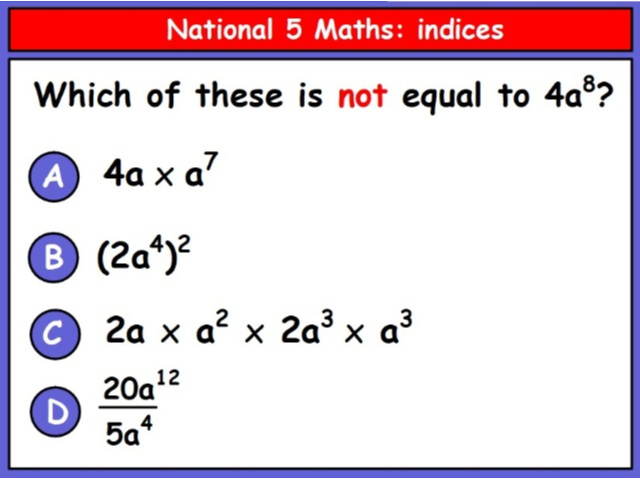 National 5 Maths: indices
Which of these is not equal to 4a⁸?
A 4a x a⁷
B (2a⁴)²
C 2a x a² x 2a³ x a³
D 20a¹²
5a⁴